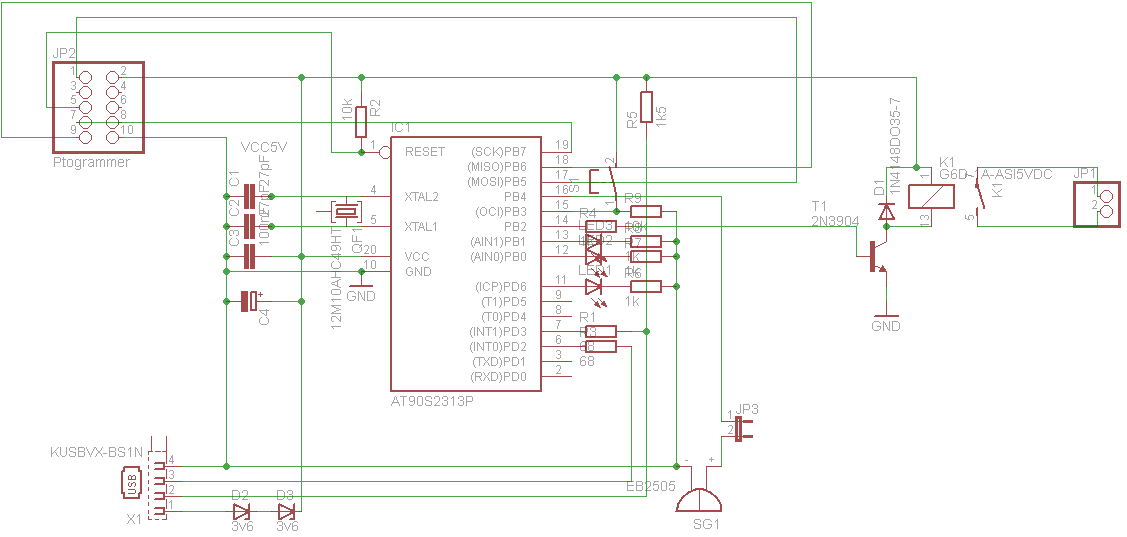 JP2
1 2
3 4
5 6
7 8
9 10
Ptogrammer
10k
R2
IC1
1
RESET
4
XTAL2
5
XTAL1
20
VCC
10
GND
GND
(SCK)PB7 19
(MISO)PB6 18
(MOSI)PB5 17
PB4 16
(OCI)PB3 15
PB2 14
(AIN1)PB1 13
(AIN0)PB0 12
(ICP)PD6 11
(T1)PD5 9
(T0)PD4 8
(INT1)PD3 7
(INT0)PD2 6
(TXD)PD1 3
(RXD)PD0 2
AT90S2313P
VCC5V
C1
27pF
C2
27pF
C3
100n
C4
+
QF1
12M10AHC49HT
S1
1
2
R5
1k5
R9
R4
LED3
LED2
R7
1k
LED1
R6
1k
R1
R3
68
68
D1
1N4148DO35-7
T1
2N3904
GND
K1
G6D-1A-ASI5VDC
1
13
K1
5
JP1
1
2
JP3
1
2
- +
EB2505
SG1
KUSBVX-BS1N
4
3
2
1
USB
X1
D2
3v6
D3
3v6